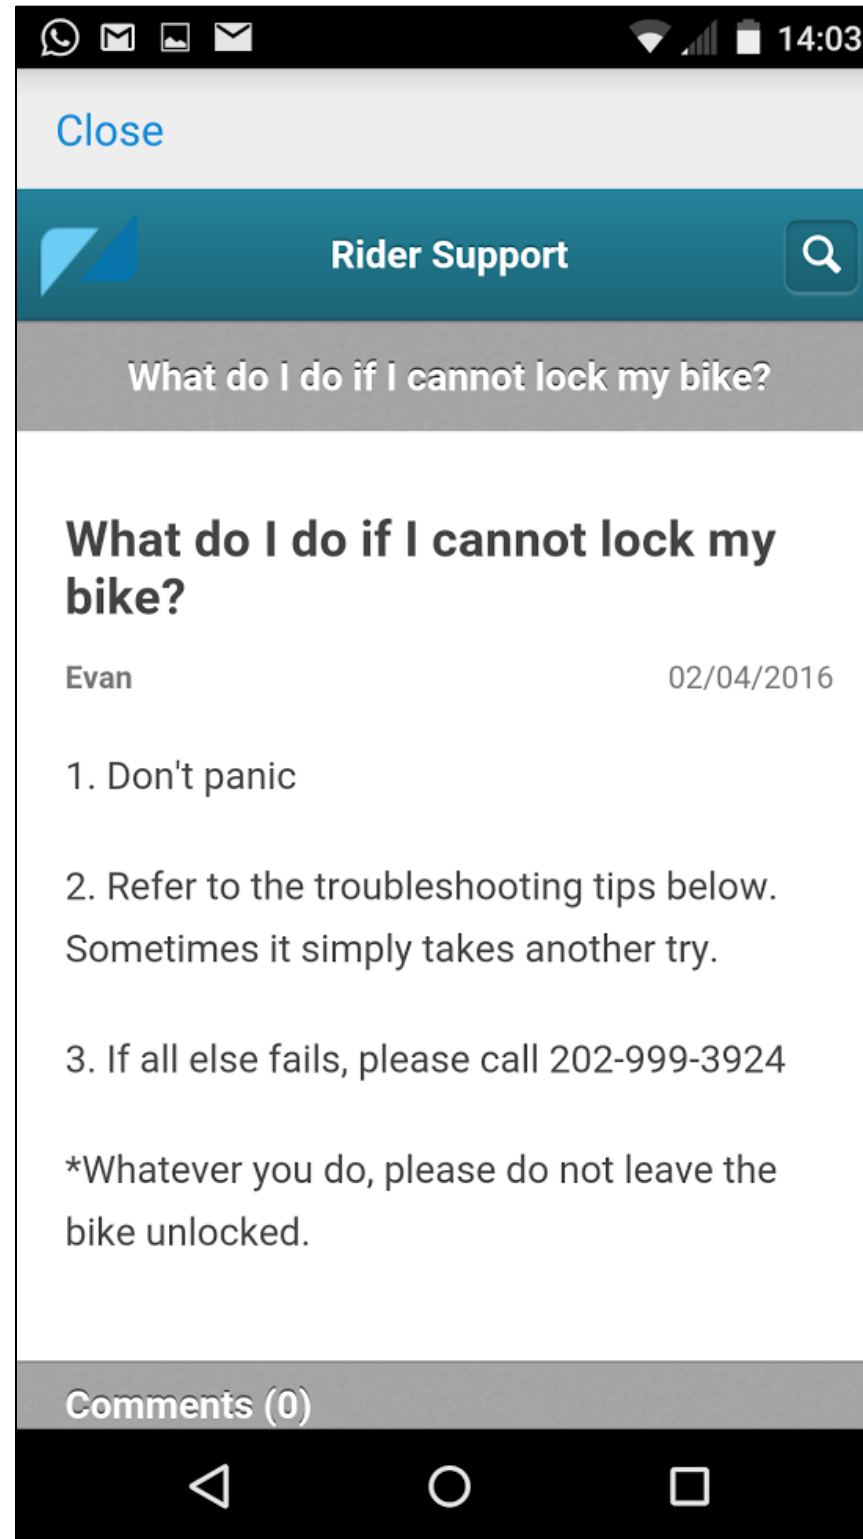 14:03
Close
Rider Support
What do I do if I cannot lock my bike?
What do I do if I cannot lock my
bike?
Evan 02/04/2016
1. Don't panic
2. Refer to the troubleshooting tips below.
Sometimes it simply takes another try.
3. If all else fails, please call 202-999-3924
*Whatever you do, please do not leave the
bike unlocked.
Comments (0)